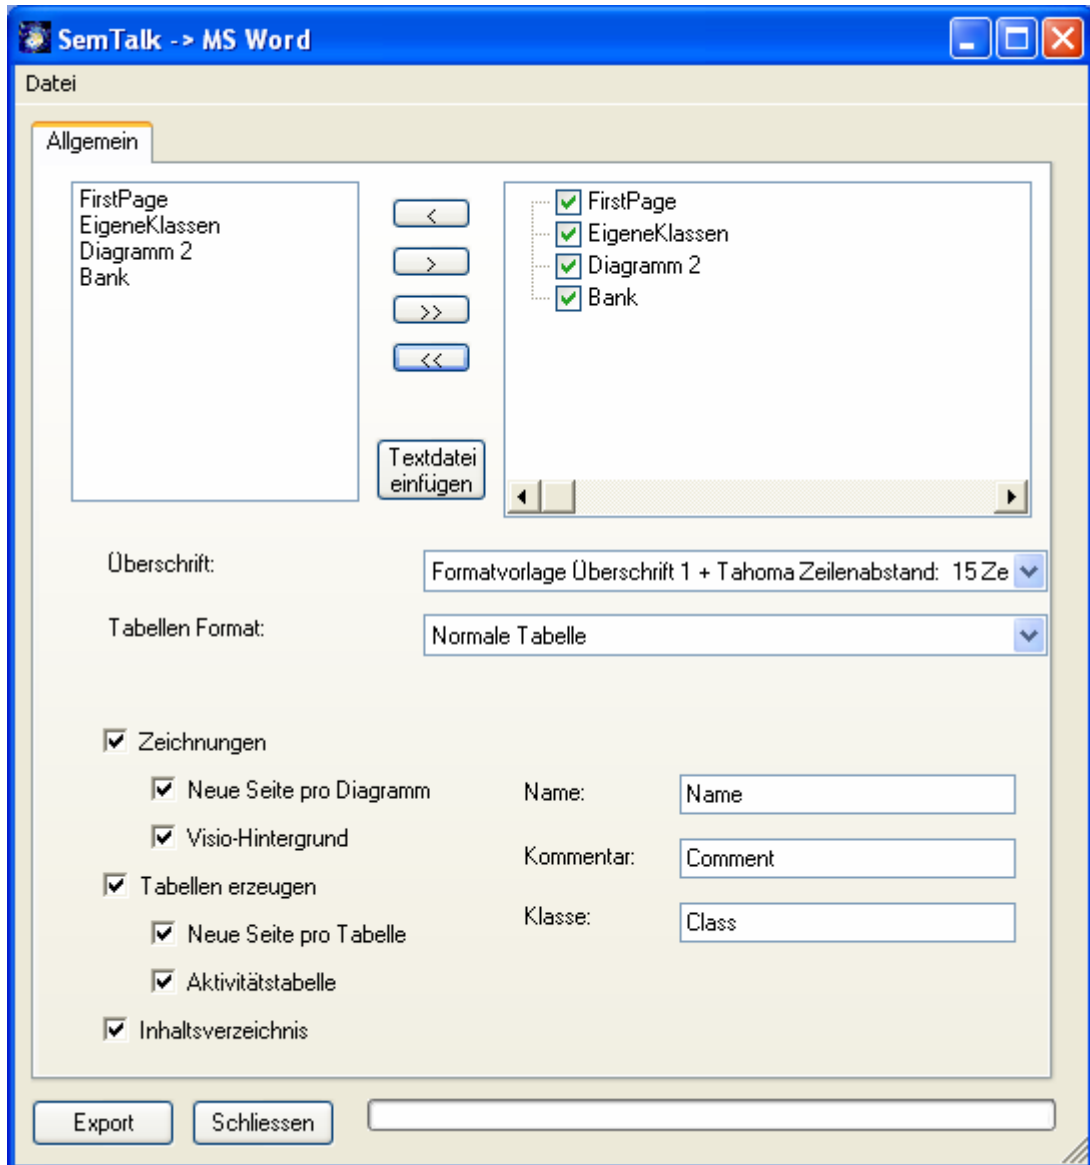 SemTalk -> MS Word
Datei
Allgemein
FirstPage
EigeneKlassen
Diagramm 2
Bank
<
>
>>
<<
Textdatei
einfügen
FirstPage
EigeneKlassen
Diagramm 2
Bank
Überschrift:
Formatvorlage Überschrift 1 + Tahoma Zeilenabstand: 15 Ze
Tabellen Format:
Normale Tabelle
Zeichnungen
Neue Seite pro Diagramm
Visio-Hintergrund
Tabellen erzeugen
Neue Seite pro Tabelle
Aktivitätstabelle
Inhaltsverzeichnis
Name:
Name
Kommentar:
Comment
Klasse:
Class
Export
Schliessen